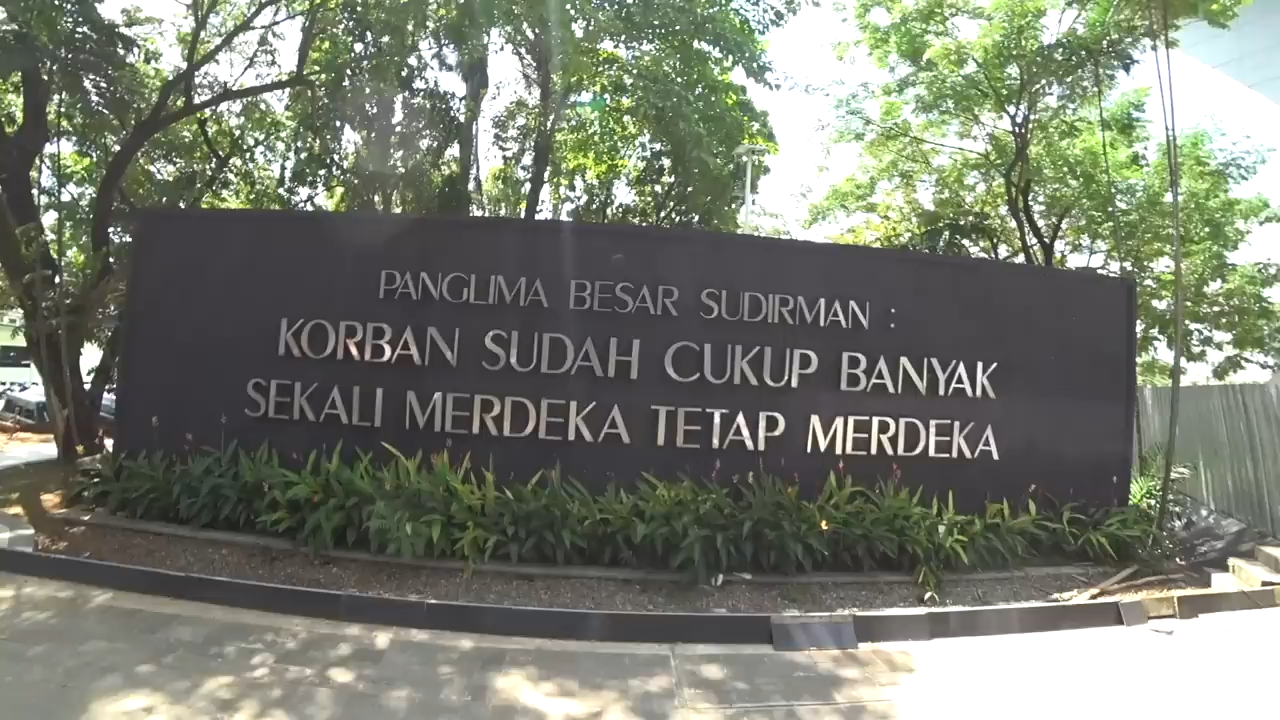 PANGLIMA BESAR SUDIRMAN :
KORBAN SUDAH CUKUP BANYAK
SEKALI MERDEKA TETAP MERDEKA